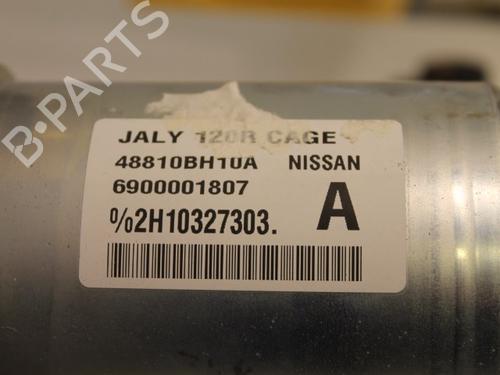 B-PARTS
JALY 120R CAGE
48810BH10A NISSAN
6900001807
%2H10327303. A